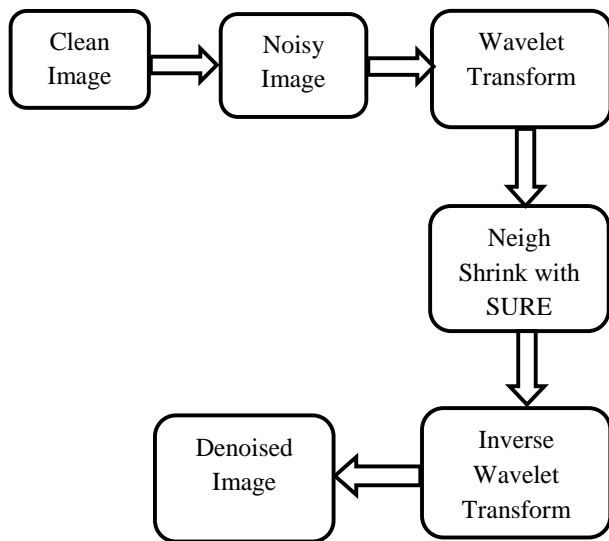 Clean
Image
Noisy
Image
Wavelet
Transform
Neigh
Shrink with
SURE
Inverse
Wavelet
Transform
Denoised
Image